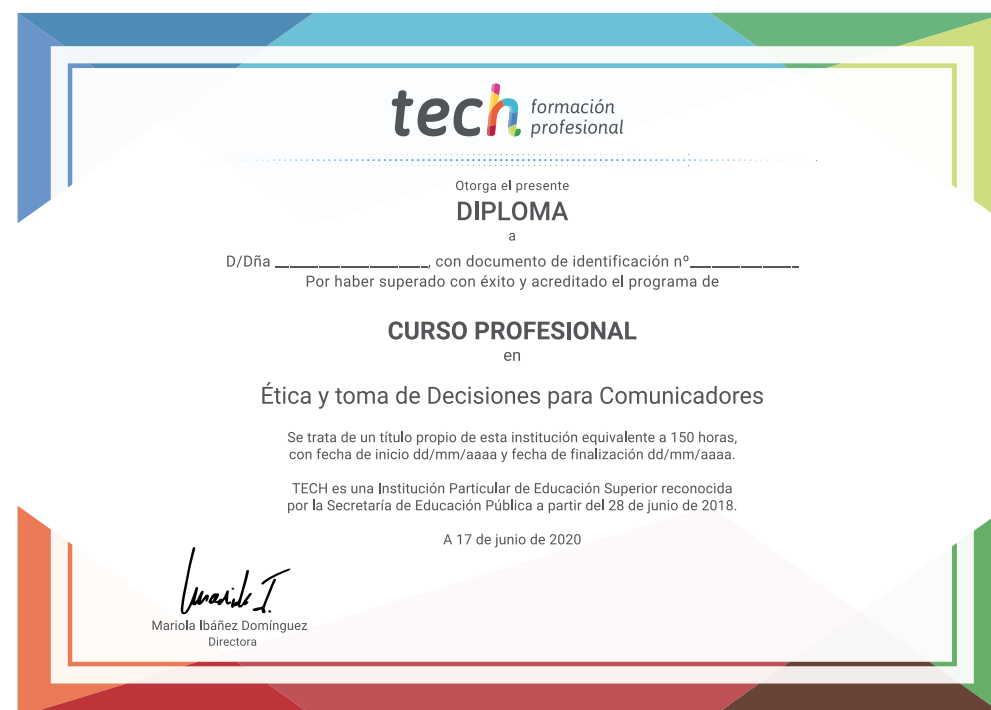 tech formación
profesional
Otorga el presente
DIPLOMA
a
D/Dña ____________________, con documento de identificación nº______________
Por haber superado con éxito y acreditado el programa de
CURSO PROFESIONAL
en
Ética y toma de Decisiones para Comunicadores
Se trata de un título propio de esta institución equivalente a 150 horas,
con fecha de inicio dd/mm/aaaa y fecha de finalización dd/mm/aaaa.
TECH es una Institución Particular de Educación Superior reconocida
por la Secretaría de Educación Pública a partir del 28 de junio de 2018.
A 17 de junio de 2020
Mariola Ibáñez Domínguez
Directora